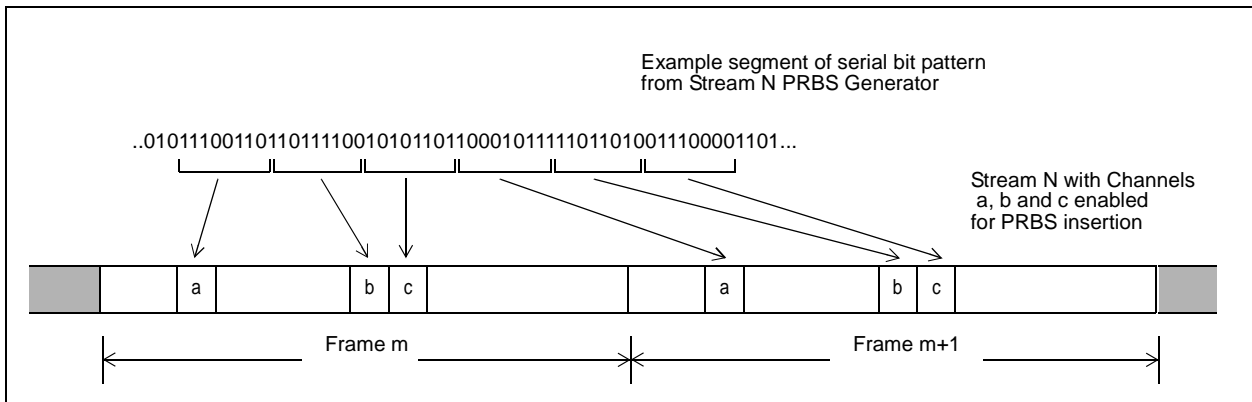 Example segment of serial bit pattern
from Stream N PRBS Generator
..010111001101101111001010110110001011111011010011100001101...
Stream N with Channels
a, b and c enabled
for PRBS insertion
a b c a b c
Frame m Frame m+1